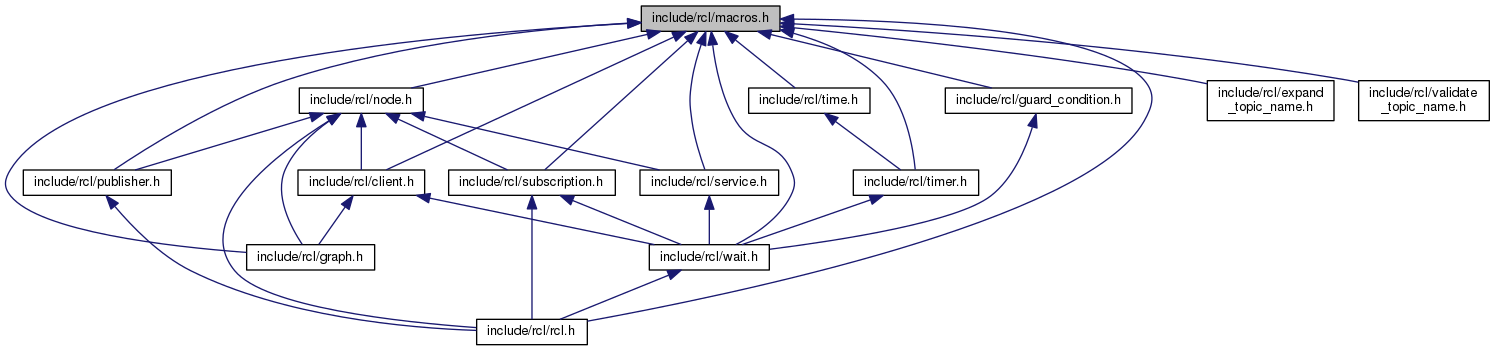 include/rcl/macros.h
include/rcl/node.h
include/rcl/time.h
include/rcl/guard_condition.h
include/rcl/expand
_topic_name.h
include/rcl/validate
_topic_name.h
include/rcl/publisher.h
include/rcl/client.h
include/rcl/subscription.h
include/rcl/service.h
include/rcl/timer.h
include/rcl/graph.h
include/rcl/wait.h
include/rcl/rcl.h